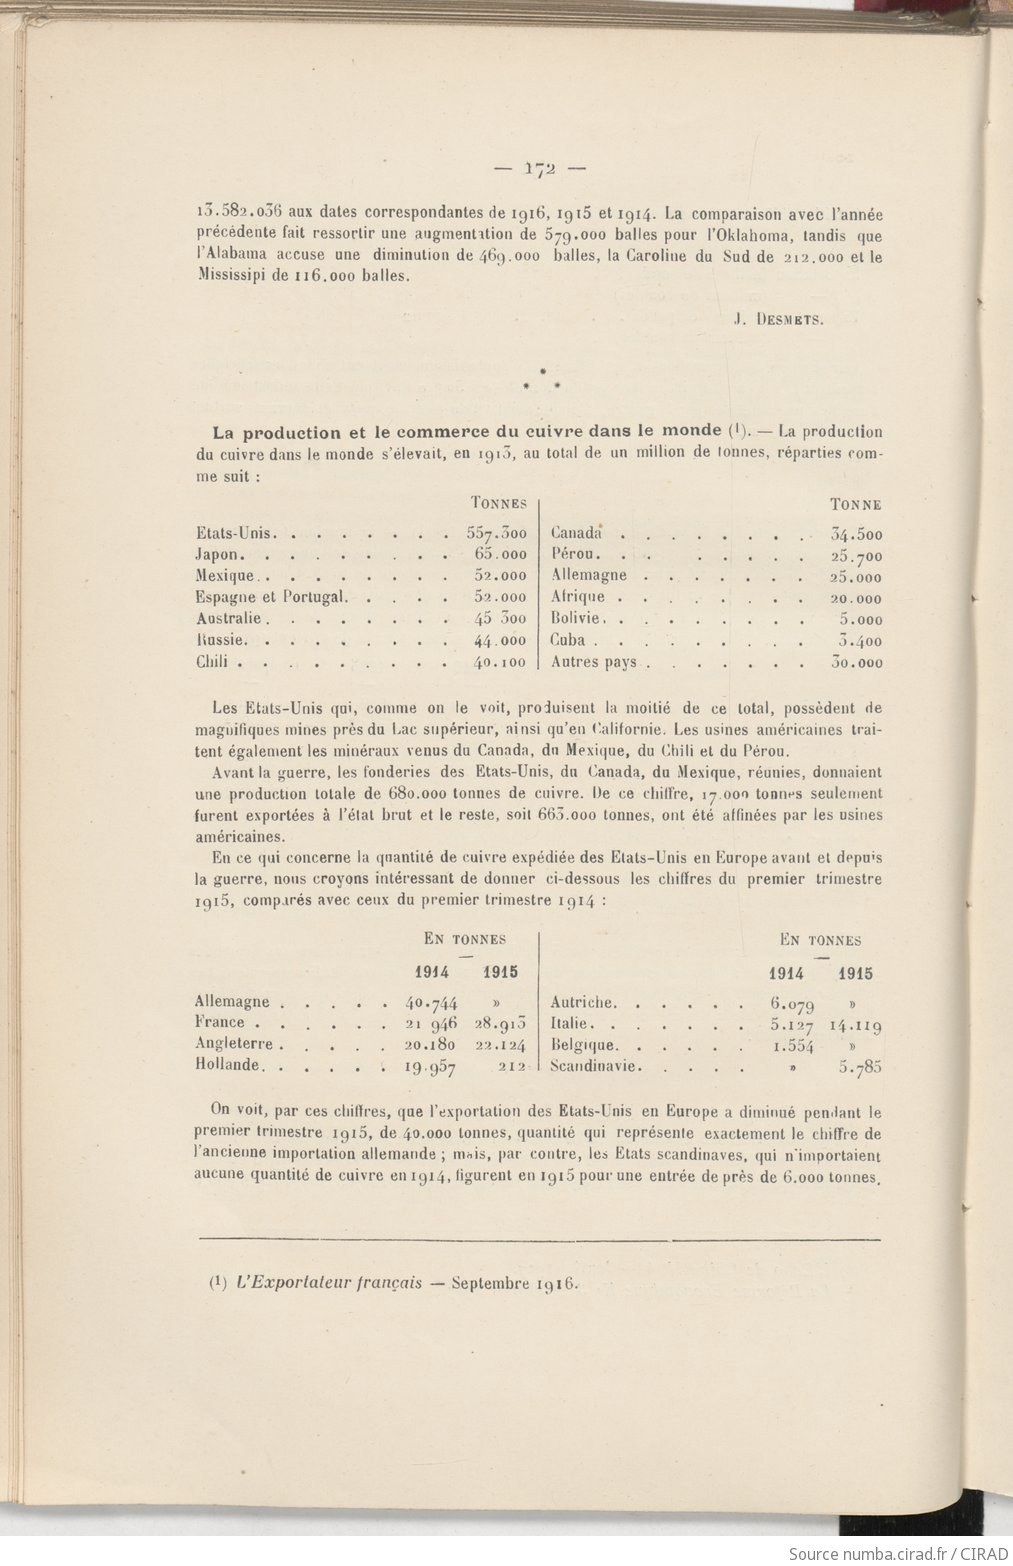 — 172 —
13.582.036 aux dates correspondantes de 1916, 1915 et 1914. La comparaison avec l'année
précédente fait ressortir une augmentation de 579.000 balles pour l'Oklahoma, tandis que
l'Alabama accuse une diminution de 469.000 balles, la Caroline du Sud de 212.000 et le
Mississipi de 116.000 balles.
J. DESMETS.
* * *
La production et le commerce du cuivre dans le monde (1). — La production
du cuivre dans le monde s'élevait, en 1913, au total de un million de tonnes, réparties com-
me suit :
TONNES TONNE
Etats-Unis. . . . . . . . 557.300 Canada . . . . . . . . 34.500
Japon. . . . . . . . . 65.000 Pérou. . . . . . . . 25.700
Mexique. . . . . . . . . 52.000 Allemagne . . . . . . . 25.000
Espagne et Portugal. . . . . 52.000 Afrique . . . . . . . . 20.000
Australie . . . . . . . . 45 300 Bolivie. . . . . . . . . 5.000
Russie. . . . . . . . . 44.000 Cuba . . . . . . . . . 3.400
Chili . . . . . . . . . 40.100 Autres pays . . . . . . . 30.000
Les Etats-Unis qui, comme on le voit, produisent la moitié de ce total, possèdent de
magnifiques mines près du Lac supérieur, ainsi qu'en Californie. Les usines américaines trai-
tent également les minéraux venus du Canada, du Mexique, du Chili et du Pérou.
Avant la guerre, les fonderies des Etats-Unis, du Canada, du Mexique, réunies, donnaient
une production totale de 680.000 tonnes de cuivre. De ce chiffre, 17.000 tonnes seulement
furent exportées à l'état brut et le reste, soit 663.000 tonnes, ont été affinées par les usines
américaines.
En ce qui concerne la quantité de cuivre expédiée des Etats-Unis en Europe avant et depuis
la guerre, nous croyons intéressant de donner ci-dessous les chiffres du premier trimestre
1915, comparés avec ceux du premier trimestre 1914 :
EN TONNES EN TONNES
1914 1915 1914 1915
Allemagne . . . . . 40.744 » Autriche. . . . . . 6.079 »
France . . . . . . 21 946 28.913 Italie. . . . . . . 5.127 14.119
Angleterre . . . . . 20.180 22.124 Belgique. . . . . . 1.554 »
Hollande. . . . . . 19.957 212 Scandinavie. . . . . » 5.785
On voit, par ces chiffres, que l'exportation des Etats-Unis en Europe a diminué pendant le
premier trimestre 1915, de 40.000 tonnes, quantité qui représente exactement le chiffre de
l'ancienne importation allemande ; mais, par contre, les Etats scandinaves, qui n'importaient
aucune quantité de cuivre en 1914, figurent en 1915 pour une entrée de près de 6.000 tonnes.
(1) L'Exportateur français — Septembre 1916.
Source numba.cirad.fr / CIRAD